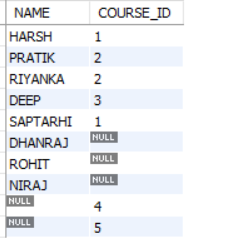 NAME COURSE_ID
HARSH 1
PRATIK 2
RIYANKA 2
DEEP 3
SAPTARHI 1
DHANRAJ NULL
ROHIT NULL
NIRAJ NULL
NULL 4
NULL 5